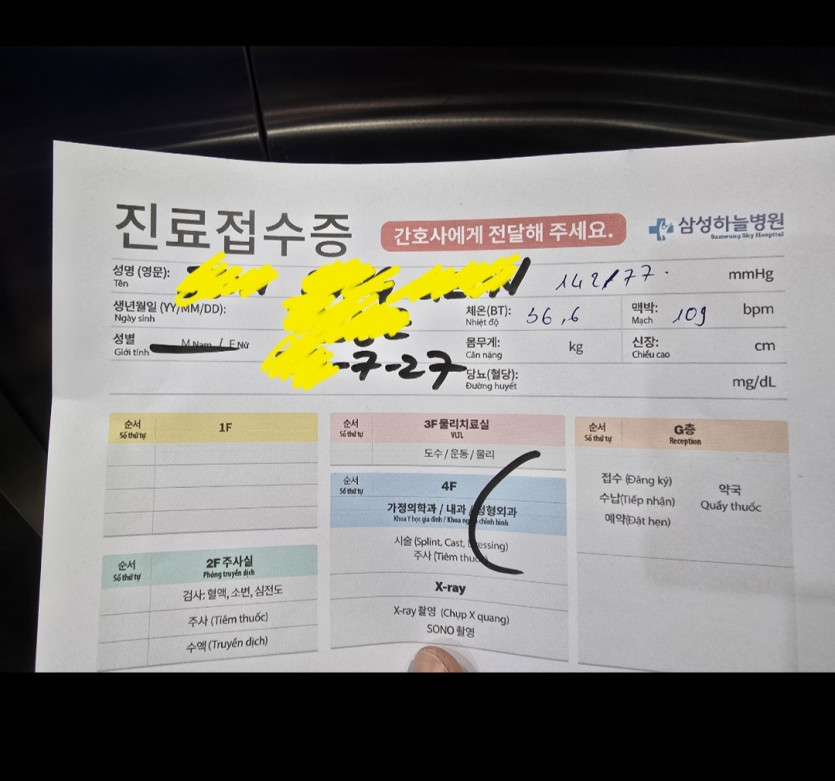 진료접수증
간호사에게 전달해 주세요.
삼성하늘병원
Samsung Sky Hospital
성명 (영문):
Tên
142/77.
mmHg
생년월일 (YY/MM/DD):
Ngày sinh
체온(BT): 36,6
Nhiệt độ
맥박: 109 bpm
Mạch
성별
Giới tính
M Nam / F Nữ
-7-27
몸무게: kg
Cân nặng
신장: cm
Chiều cao
당뇨(혈당):
Đường huyết
mg/dL
순서
Số thứ tự
1F
순서
Số thứ tự
2F 주사실
Phòng truyền dịch
검사: 혈액, 소변, 심전도
주사 (Tiêm thuốc)
수액 (Truyền dịch)
순서
Số thứ tự
3F 물리치료실
VLTL
도수 / 운동 / 물리
순서
Số thứ tự
4F
가정의학과 / 내과 / 정형외과
Khoa Y học gia đình / Khoa chỉnh hình
시술 (Splint, Cast, Dressing)
주사 (Tiêm thuốc)
X-ray
X-ray 촬영 (Chụp X quang)
SONO 촬영
순서
Số thứ tự
G층
Reception
접수 (Đăng ký)
수납(Tiếp nhận)
예약(Đặt hẹn)
약국
Quầy thuốc